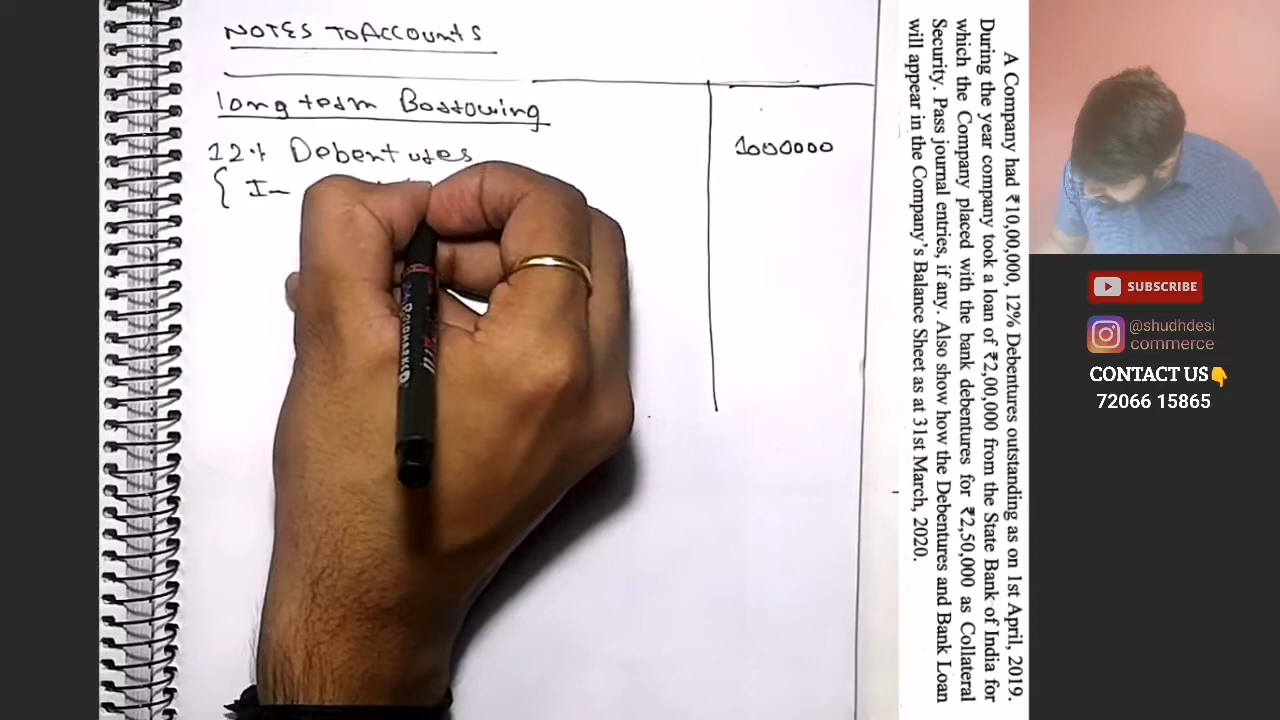 NOTES TO Accounts
long term Borrowing
12% Debentures
1000000
{ I
A Company had ₹10,00,000, 12% Debentures outstanding as on 1st April, 2019.
During the year company took a loan of ₹2,00,000 from the State Bank of India for
which the Company placed with the bank debentures for ₹2,50,000 as Collateral
Security. Pass journal entries, if any. Also show how the Debentures and Bank Loan
will appear in the Company's Balance Sheet as at 31st March, 2020.
SUBSCRIBE
@shudhdesi
commerce
CONTACT US👇
72066 15865